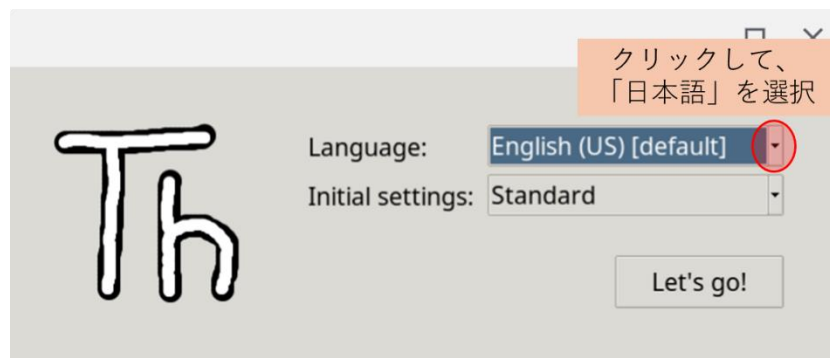 クリックして、
「日本語」を選択
Th
Language: English (US) [default]
Initial settings: Standard
Let's go!